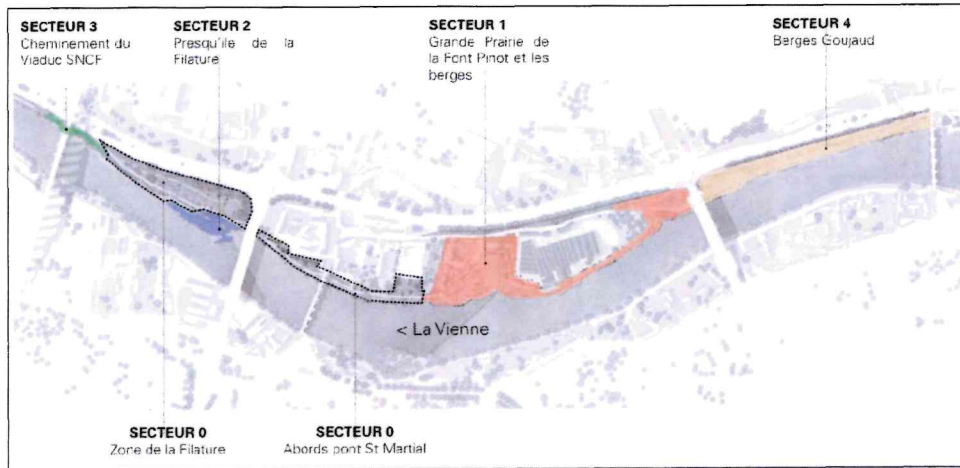 SECTEUR 3
Cheminement du
Viaduc SNCF
SECTEUR 2
Presqu'ile de la
Filature
SECTEUR 1
Grande Prairie de
la Font Pinot et les
berges
SECTEUR 4
Berges Goujaud
< La Vienne
SECTEUR 0
Zone de la Filature
SECTEUR 0
Abords pont St Martial